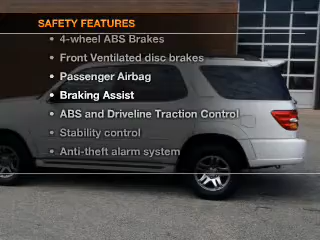 SAFETY FEATURES
• 4-wheel ABS Brakes
• Front Ventilated disc brakes
• Passenger Airbag
• Braking Assist
• ABS and Driveline Traction Control
• Stability control
• Anti-theft alarm system